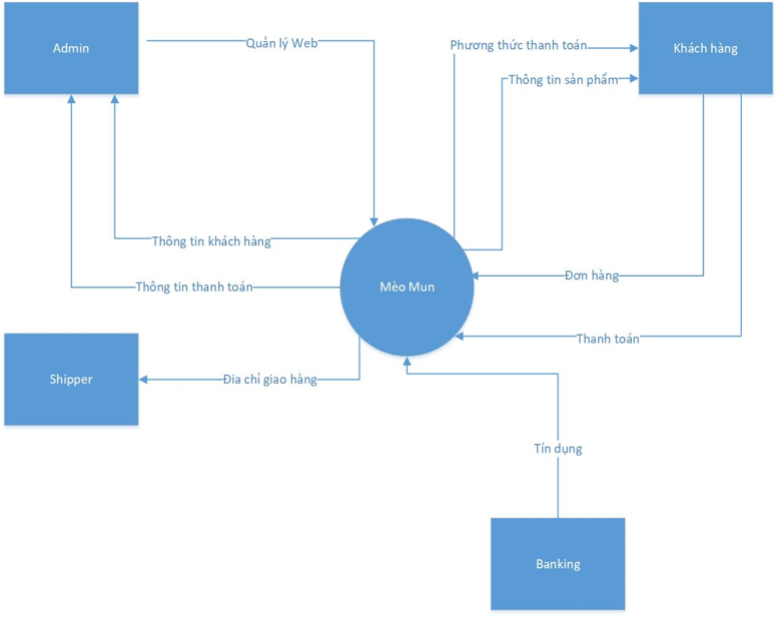 Admin
Quản lý Web
Phương thức thanh toán
Khách hàng
Thông tin sản phẩm
Thông tin khách hàng
Thông tin thanh toán
Mèo Mun
Đơn hàng
Thanh toán
Shipper
Đia chỉ giao hàng
Tín dụng
Banking